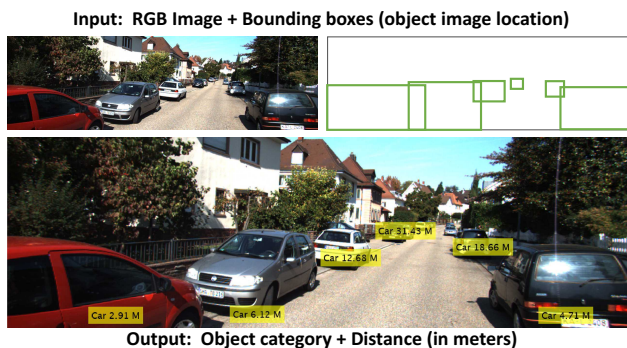 Input: RGB Image + Bounding boxes (object image location)
Car 31.43 M
Car 18.66 M
Car 12.68 M
Car 2.91 M
Car 6.12 M
Car 4.71 M
Output: Object category + Distance (in meters)